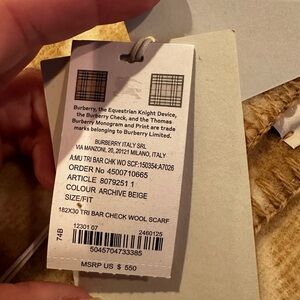 Burberry, the Equestrian Knight Device,
the Burberry Check, and the Thomas
Burberry Monogram and Print are trade
marks belonging to Burberry Limited.
BURBERRY ITALY SRL
VIA MANZONI, 20, 20121 MILANO, ITALY
A:MU TRI BAR CHK WO SCF:150354:A7026
ORDER No 4500710665
ARTICLE 8079251 1
COLOUR ARCHIVE BEIGE
SIZE/FIT
182X30 TRI BAR CHECK WOOL SCARF
74B
12301 07
2460125
5045704733385
MSRP US $ 550